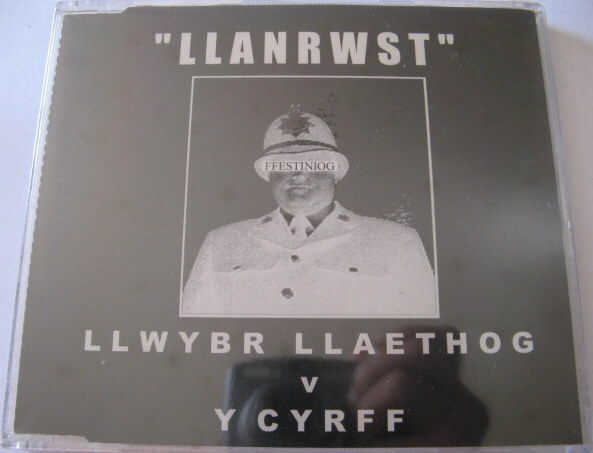 "LLANRWST"
FFESTINIOG
LLWYBR LLAETHOG
V
Y CYRFF